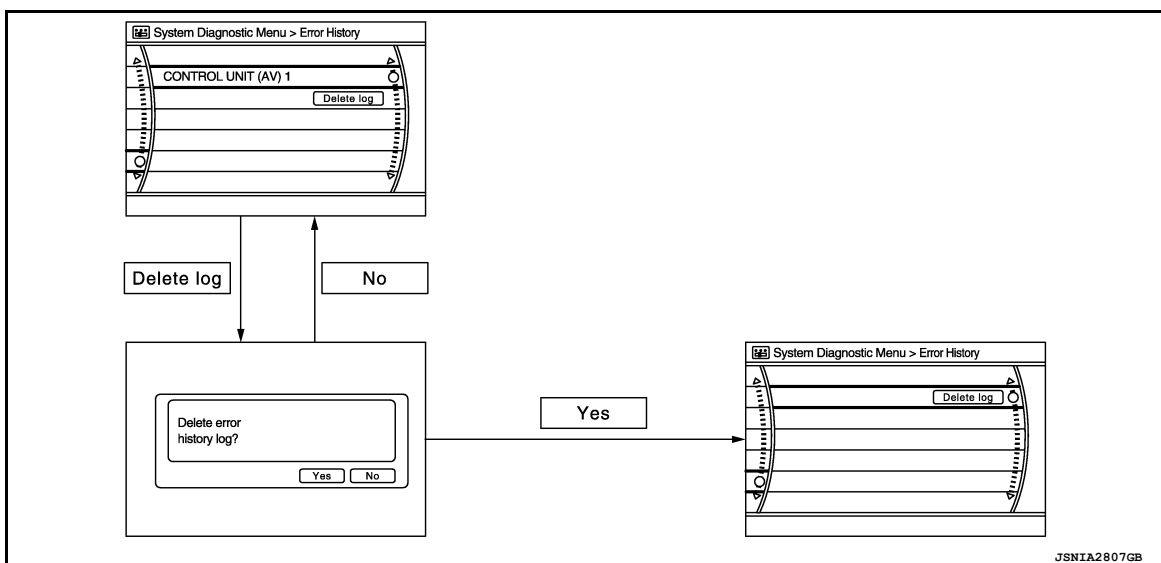 System Diagnostic Menu > Error History
CONTROL UNIT (AV) 1
Delete log
Delete log
No
Delete error
history log?
Yes
No
Yes
System Diagnostic Menu > Error History
Delete log
JSNIA2807GB